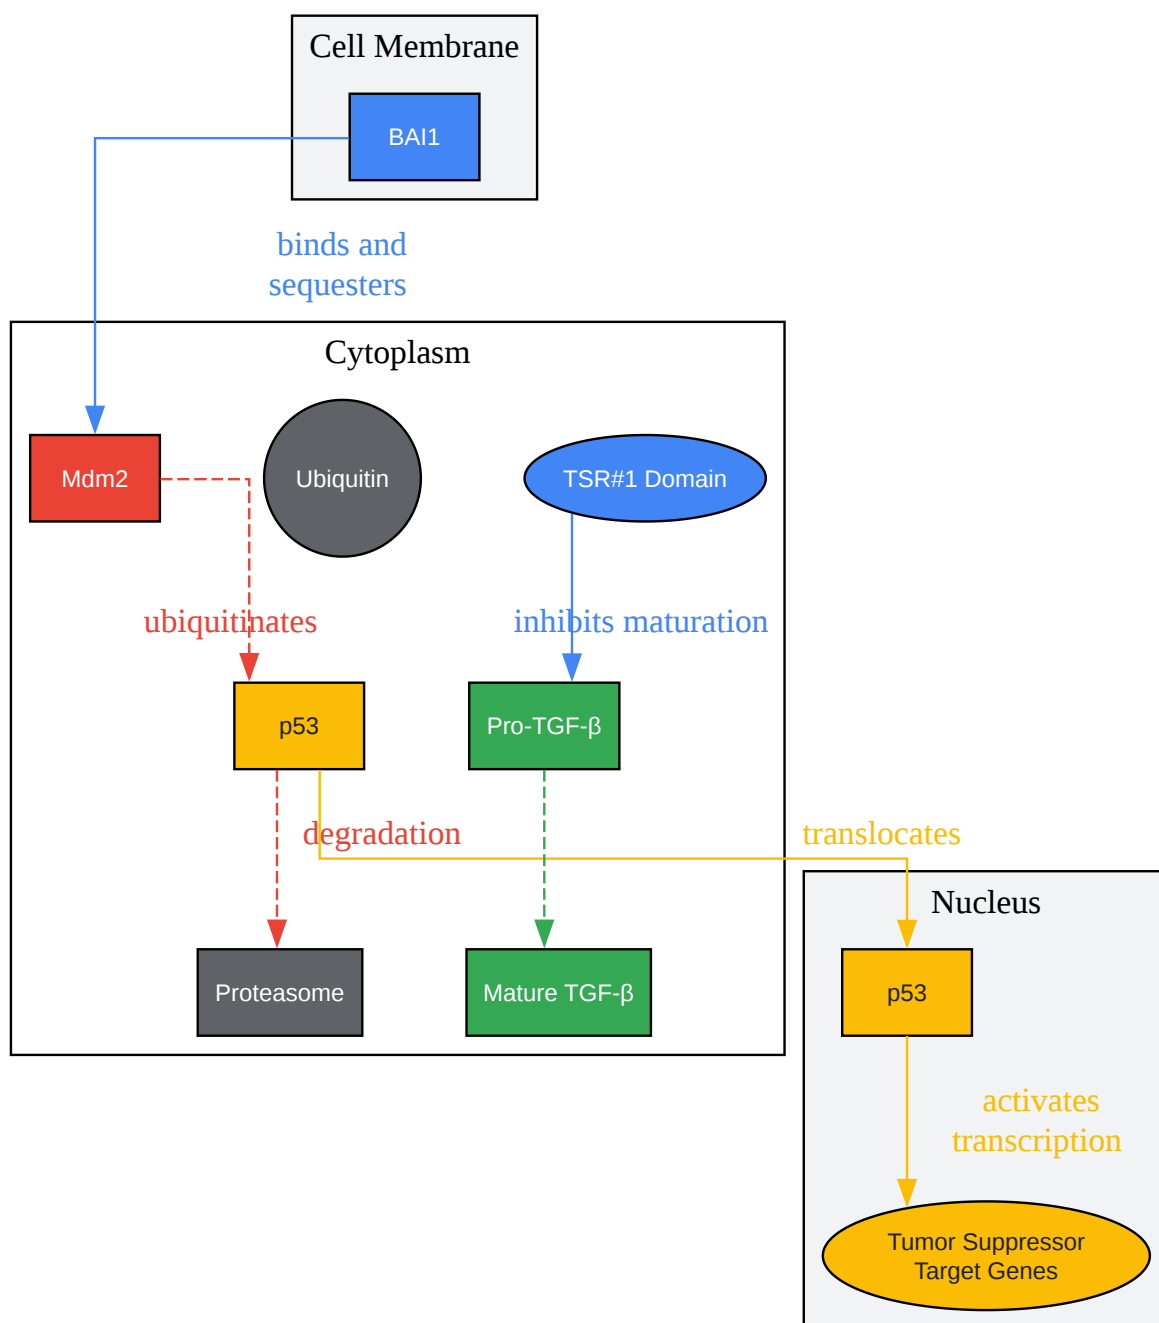 Cell Membrane
BAI1
binds and
sequesters
Cytoplasm
Mdm2
Ubiquitin
TSR#1 Domain
ubiquitinates
inhibits maturation
p53
Pro-TGF-β
degradation
translocates
Nucleus
Proteasome
Mature TGF-β
p53
activates
transcription
Tumor Suppressor
Target Genes